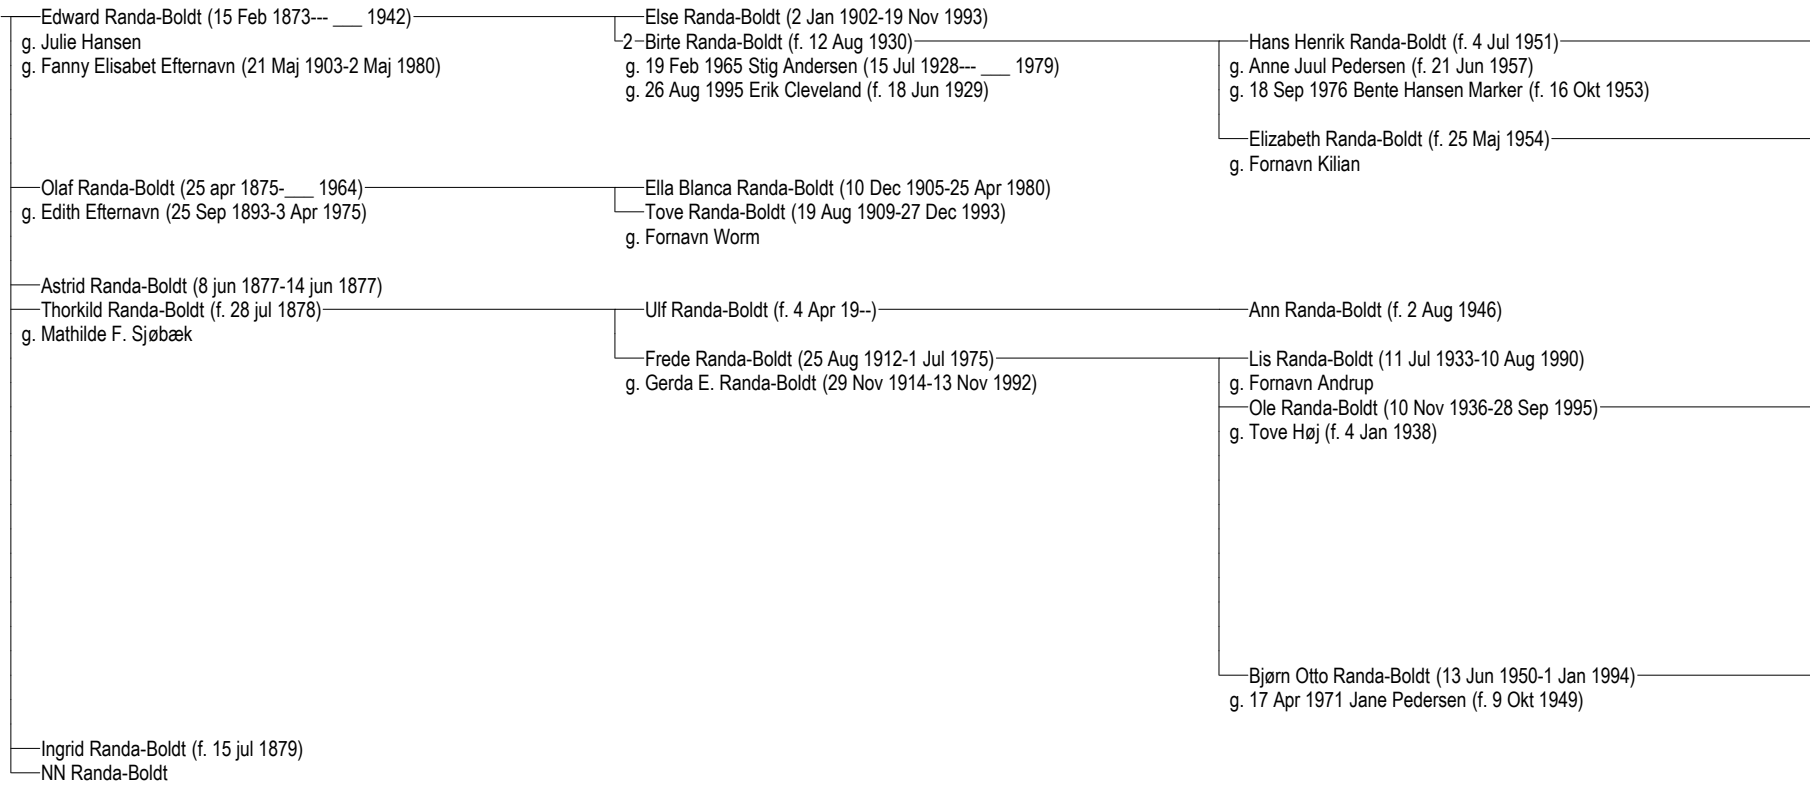 Edward Randa-Boldt (15 Feb 1873--- ___ 1942)
g. Julie Hansen
g. Fanny Elisabet Efternavn (21 Maj 1903-2 Maj 1980)
Else Randa-Boldt (2 Jan 1902-19 Nov 1993)
2 Birte Randa-Boldt (f. 12 Aug 1930)
g. 19 Feb 1965 Stig Andersen (15 Jul 1928--- ___ 1979)
g. 26 Aug 1995 Erik Cleveland (f. 18 Jun 1929)
Hans Henrik Randa-Boldt (f. 4 Jul 1951)
g. Anne Juul Pedersen (f. 21 Jun 1957)
g. 18 Sep 1976 Bente Hansen Marker (f. 16 Okt 1953)
Elizabeth Randa-Boldt (f. 25 Maj 1954)
g. Fornavn Kilian
Olaf Randa-Boldt (25 apr 1875-___ 1964)
g. Edith Efternavn (25 Sep 1893-3 Apr 1975)
Ella Blanca Randa-Boldt (10 Dec 1905-25 Apr 1980)
Tove Randa-Boldt (19 Aug 1909-27 Dec 1993)
g. Fornavn Worm
Astrid Randa-Boldt (8 jun 1877-14 jun 1877)
Thorkild Randa-Boldt (f. 28 jul 1878)
g. Mathilde F. Sjøbæk
Ulf Randa-Boldt (f. 4 Apr 19--)
Ann Randa-Boldt (f. 2 Aug 1946)
Frede Randa-Boldt (25 Aug 1912-1 Jul 1975)
g. Gerda E. Randa-Boldt (29 Nov 1914-13 Nov 1992)
Lis Randa-Boldt (11 Jul 1933-10 Aug 1990)
g. Fornavn Andrup
Ole Randa-Boldt (10 Nov 1936-28 Sep 1995)
g. Tove Høj (f. 4 Jan 1938)
Bjørn Otto Randa-Boldt (13 Jun 1950-1 Jan 1994)
g. 17 Apr 1971 Jane Pedersen (f. 9 Okt 1949)
Ingrid Randa-Boldt (f. 15 jul 1879)
NN Randa-Boldt